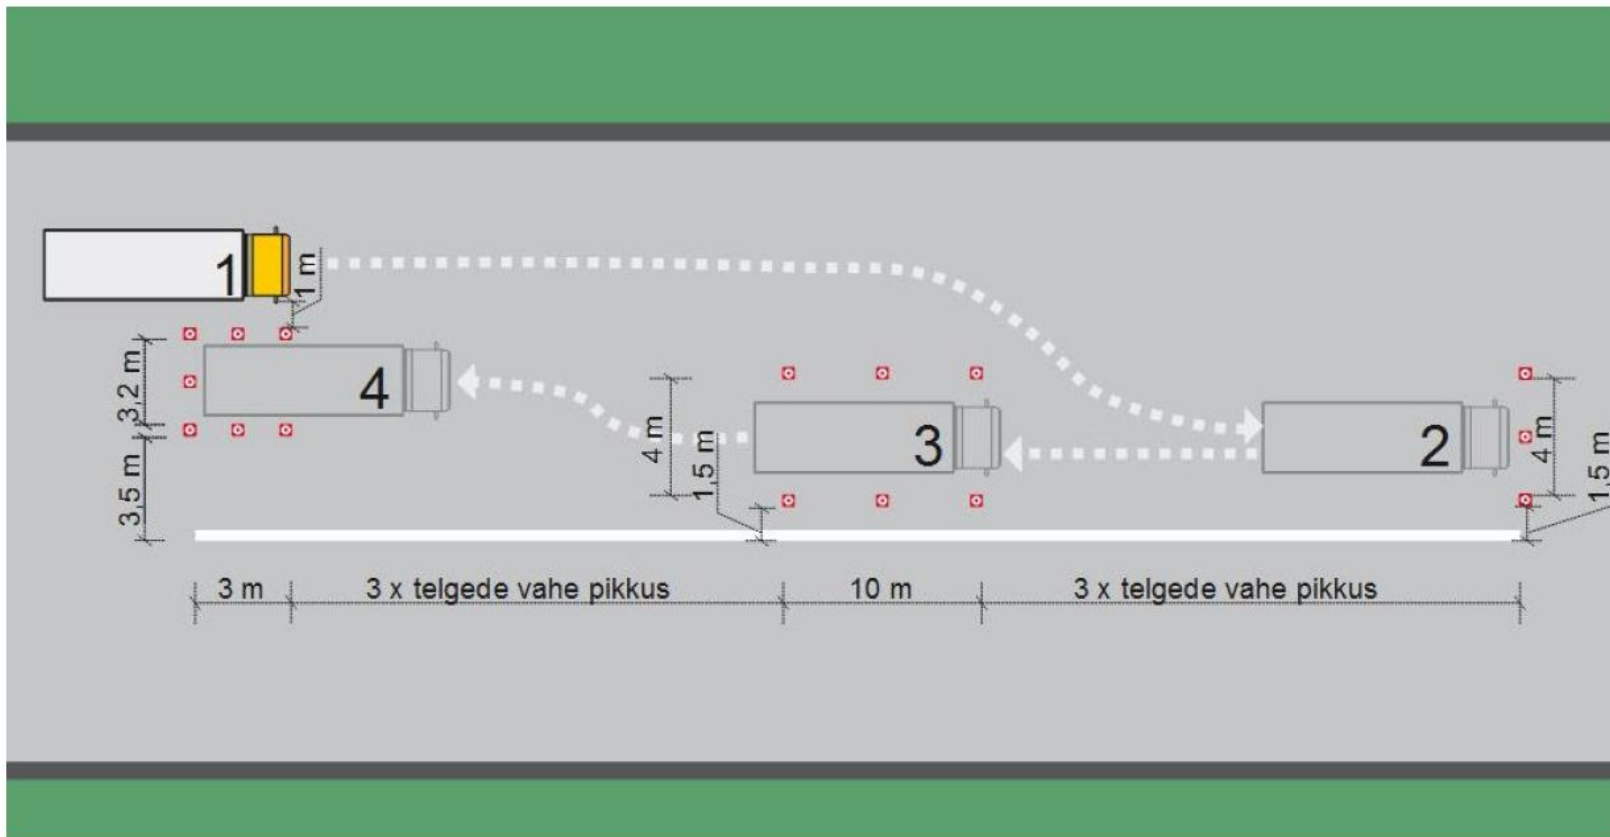 1
1 m
3,2 m
4
3,5 m
4 m
1,5 m
3
2
4 m
1,5 m
3 m
3 x telgede vahe pikkus
10 m
3 x telgede vahe pikkus